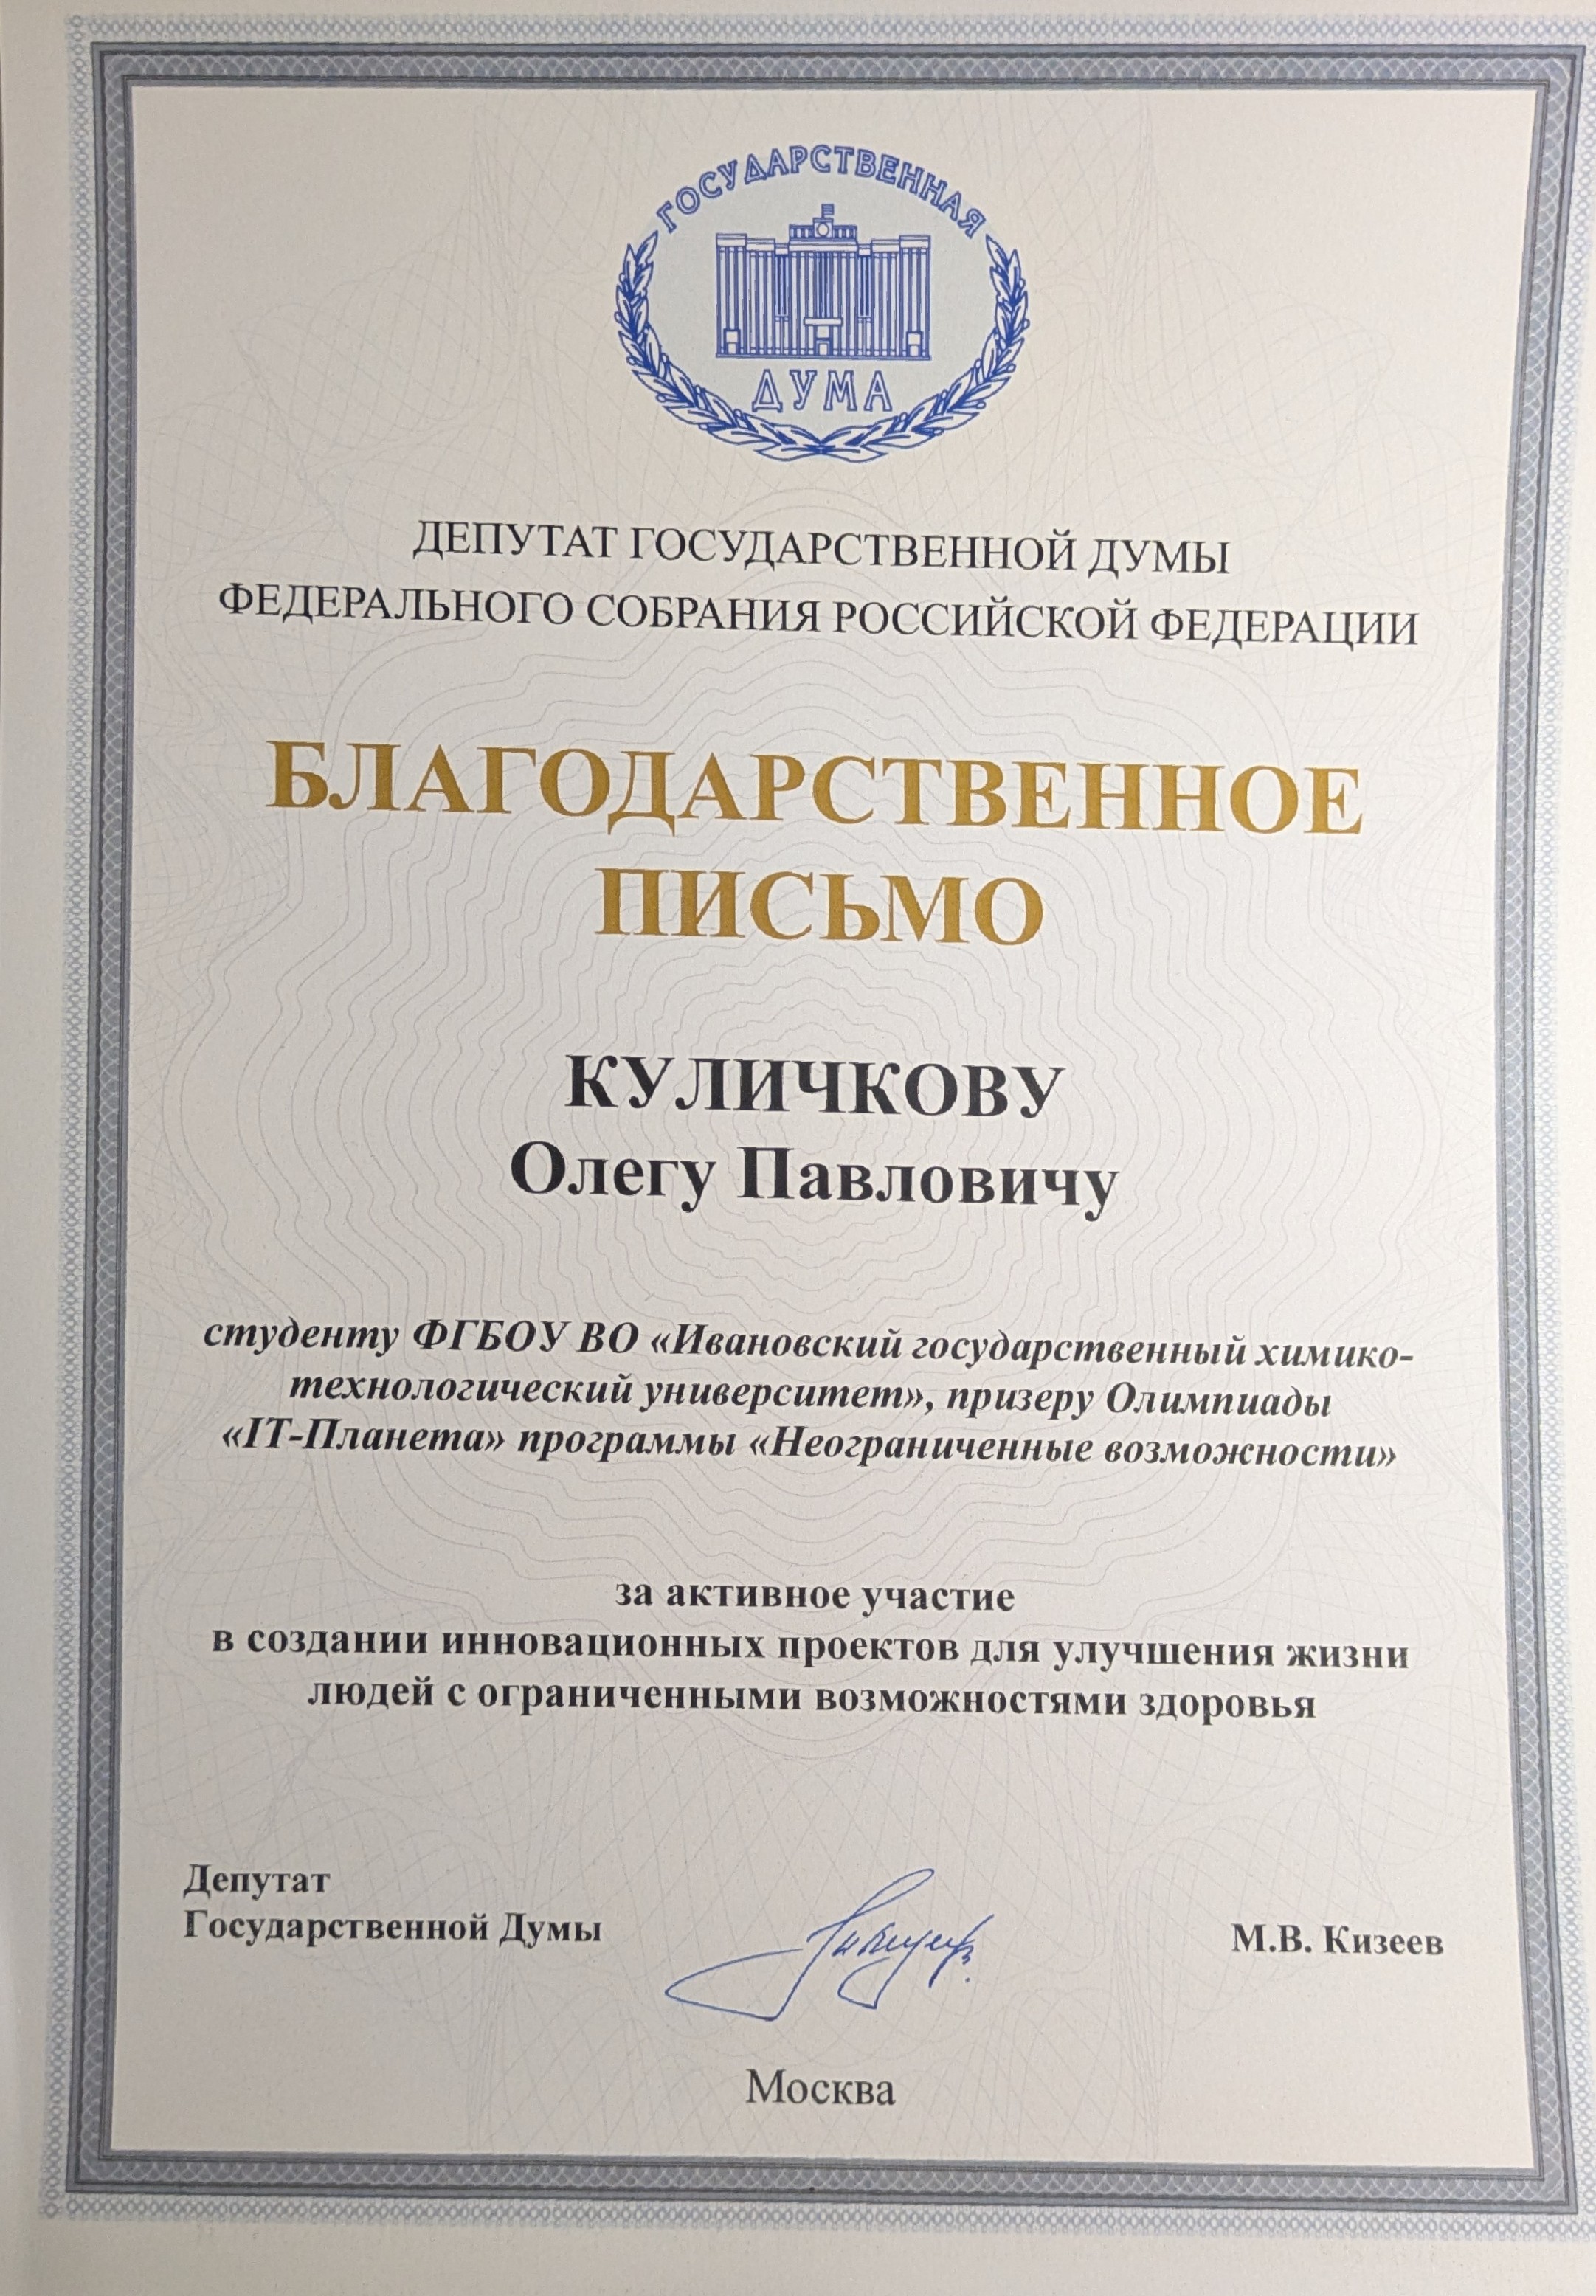 ГОСУДАРСТВЕННАЯ
ДУМА
ДЕПУТАТ ГОСУДАРСТВЕННОЙ ДУМЫ
ФЕДЕРАЛЬНОГО СОБРАНИЯ РОССИЙСКОЙ ФЕДЕРАЦИИ
БЛАГОДАРСТВЕННОЕ
ПИСЬМО
КУЛИЧКОВУ
Олегу Павловичу
студенту ФГБОУ ВО «Ивановский государственный химико-
технологический университет», призеру Олимпиады
«IT-Планета» программы «Неограниченные возможности»
за активное участие
в создании инновационных проектов для улучшения жизни
людей с ограниченными возможностями здоровья
Депутат
Государственной Думы
М.В. Кизеев
Москва